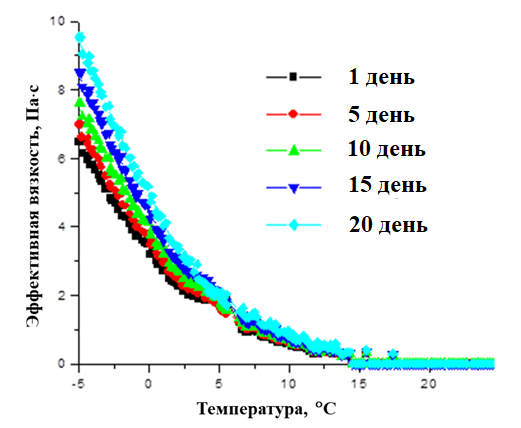 Эффективная вязкость, Па·с
10
8
6
4
2
0
-5
0
5
10
15
20
Температура, °С
1 день
5 день
10 день
15 день
20 день